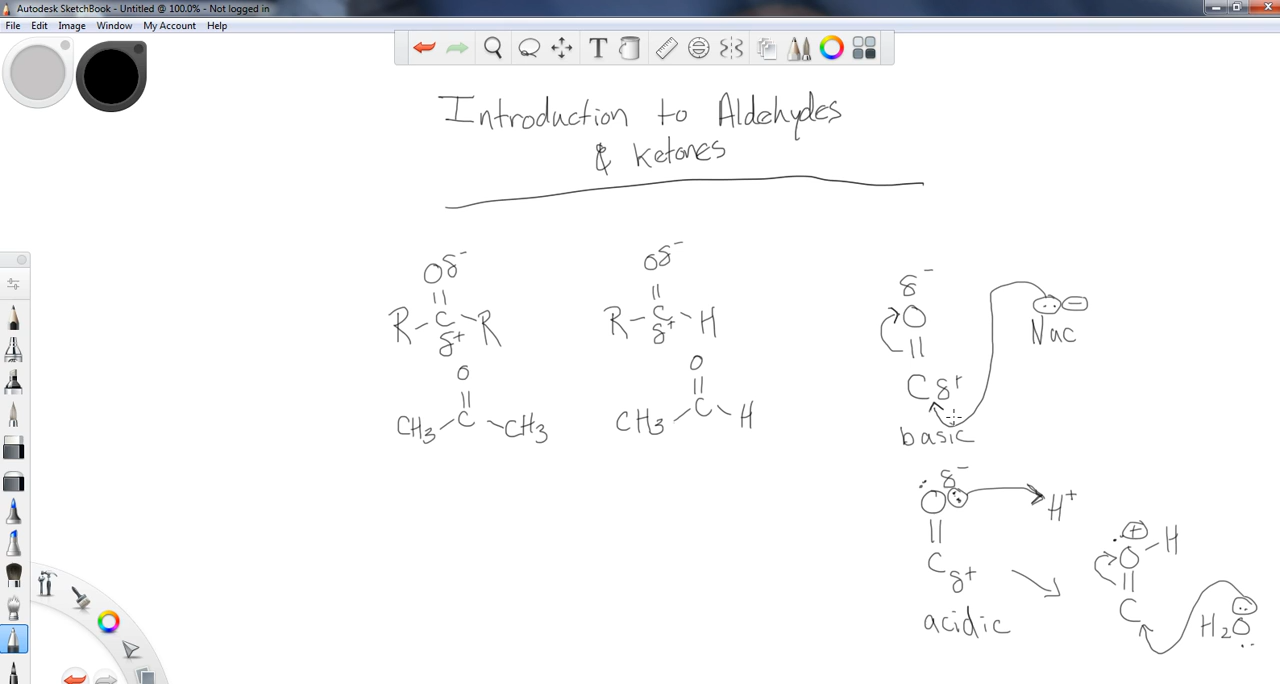 Autodesk SketchBook - Untitled @ 100.0% - Not logged in
File Edit Image Window My Account Help
T
Introduction to Aldehydes
& Ketones
Oδ⁻
||
R-C-R
δ+
O
||
CH3-C-CH3
Oδ⁻
||
R-C-H
δ+
O
||
CH3-C-H
δ⁻
O
||
Cδ+
basic
Nuc
δ⁻
O
||
C δ+
acidic
H+
+
O-H
||
C
H2O